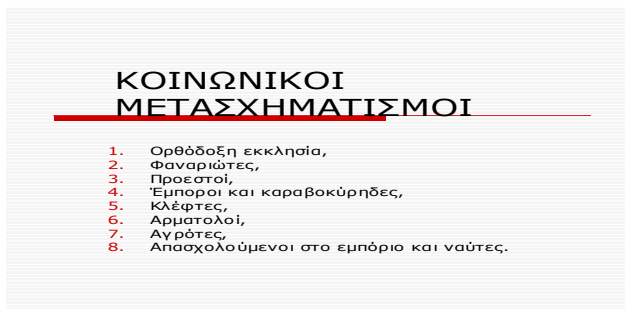 ΚΟΙΝΩΝΙΚΟΙ
ΜΕΤΑΣΧΗΜΑΤΙΣΜΟΙ
1. Ορθόδοξη εκκλησία,
2. Φαναριώτες,
3. Προεστοί,
4. Έμποροι και καραβοκύρηδες,
5. Κλέφτες,
6. Αρματολοί,
7. Αγρότες,
8. Απασχολούμενοι στο εμπόριο και ναύτες.